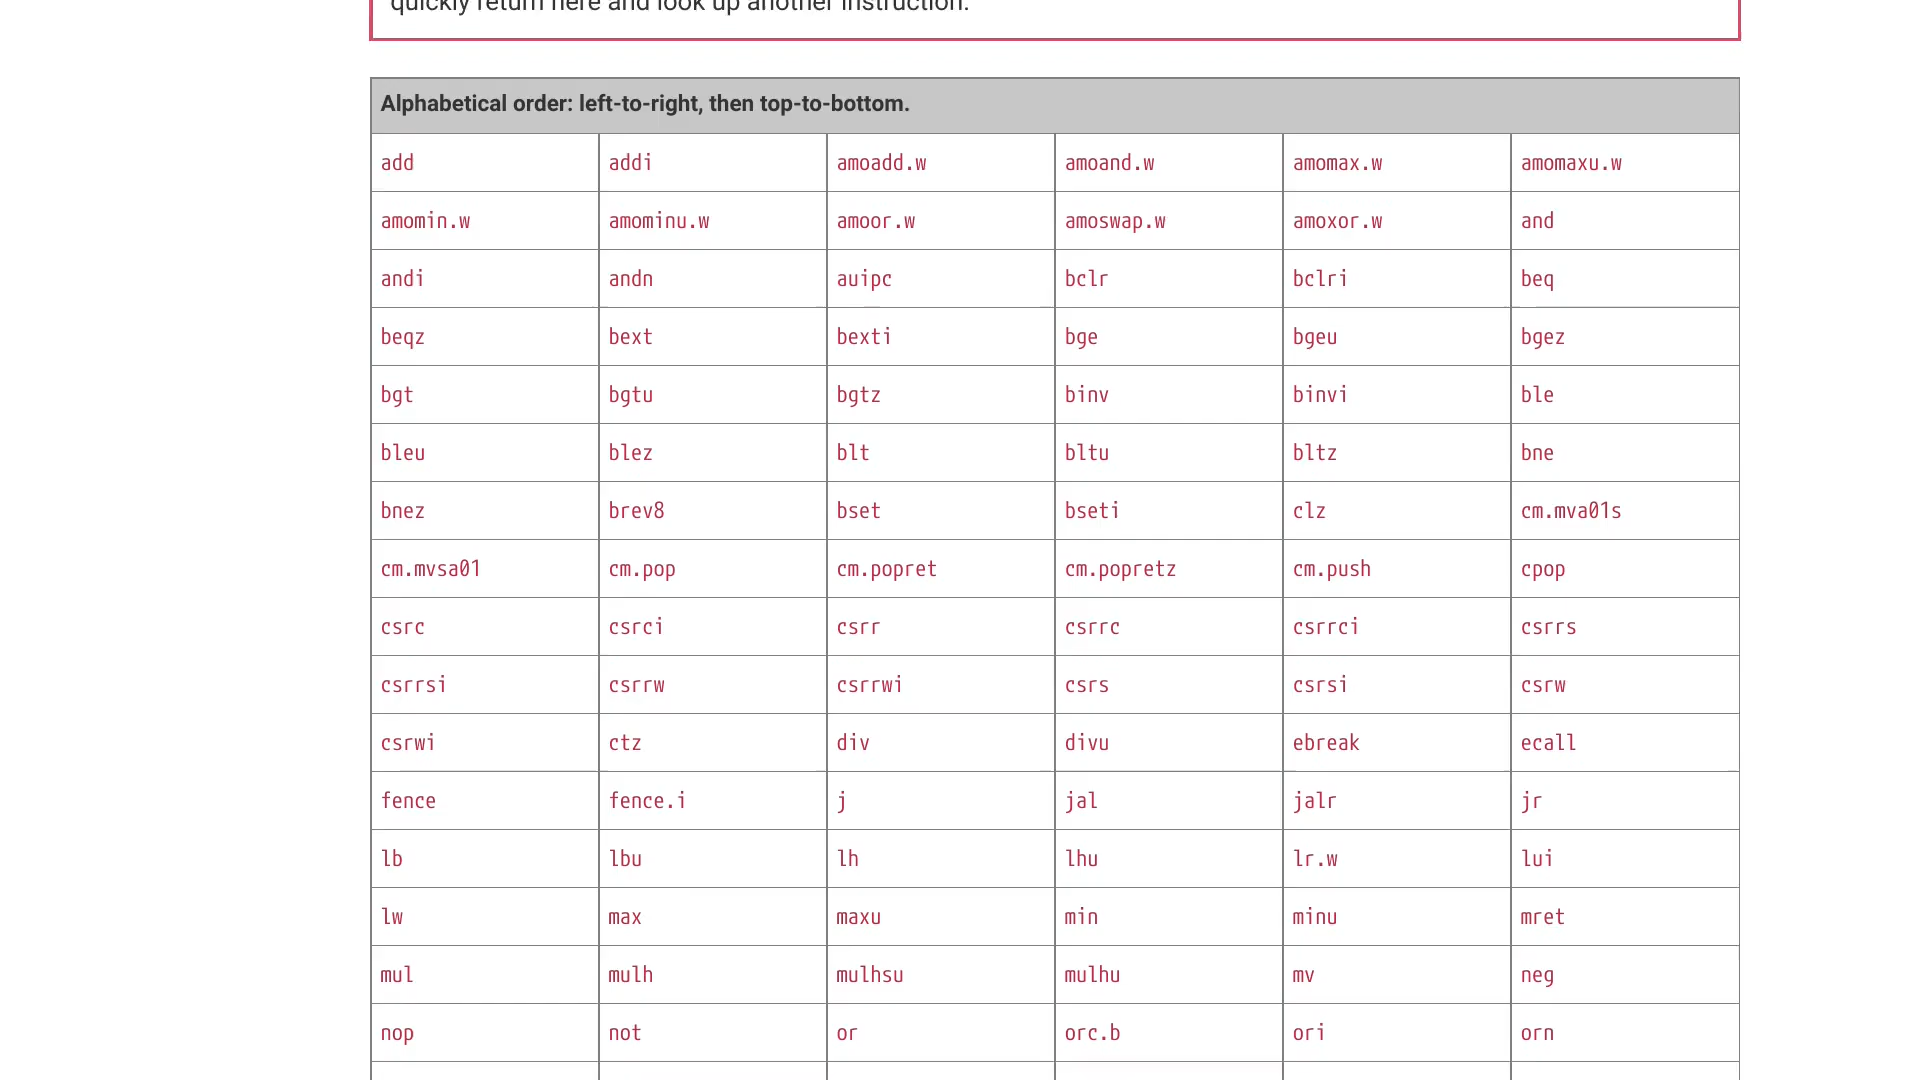 quickly return here and look up another instruction.
Alphabetical order: left-to-right, then top-to-bottom.
add addi amoadd.w amoand.w amomax.w amomaxu.w
amomin.w amominu.w amoor.w amoswap.w amoxor.w and
andi andn auipc bclr bclri beq
beqz bext bexti bge bgeu bgez
bgt bgtu bgtz binv binvi ble
bleu blez blt bltu bltz bne
bnez brev8 bset bseti clz cm.mva01s
cm.mvsa01 cm.pop cm.popret cm.popretz cm.push cpop
csrc csrci csrr csrrc csrrci csrrs
csrrsi csrrw csrrwi csrs csrsi csrw
csrwi ctz div divu ebreak ecall
fence fence.i j jal jalr jr
lb lbu lh lhu lr.w lui
lw max maxu min minu mret
mul mulh mulhsu mulhu mv neg
nop not or orc.b ori orn